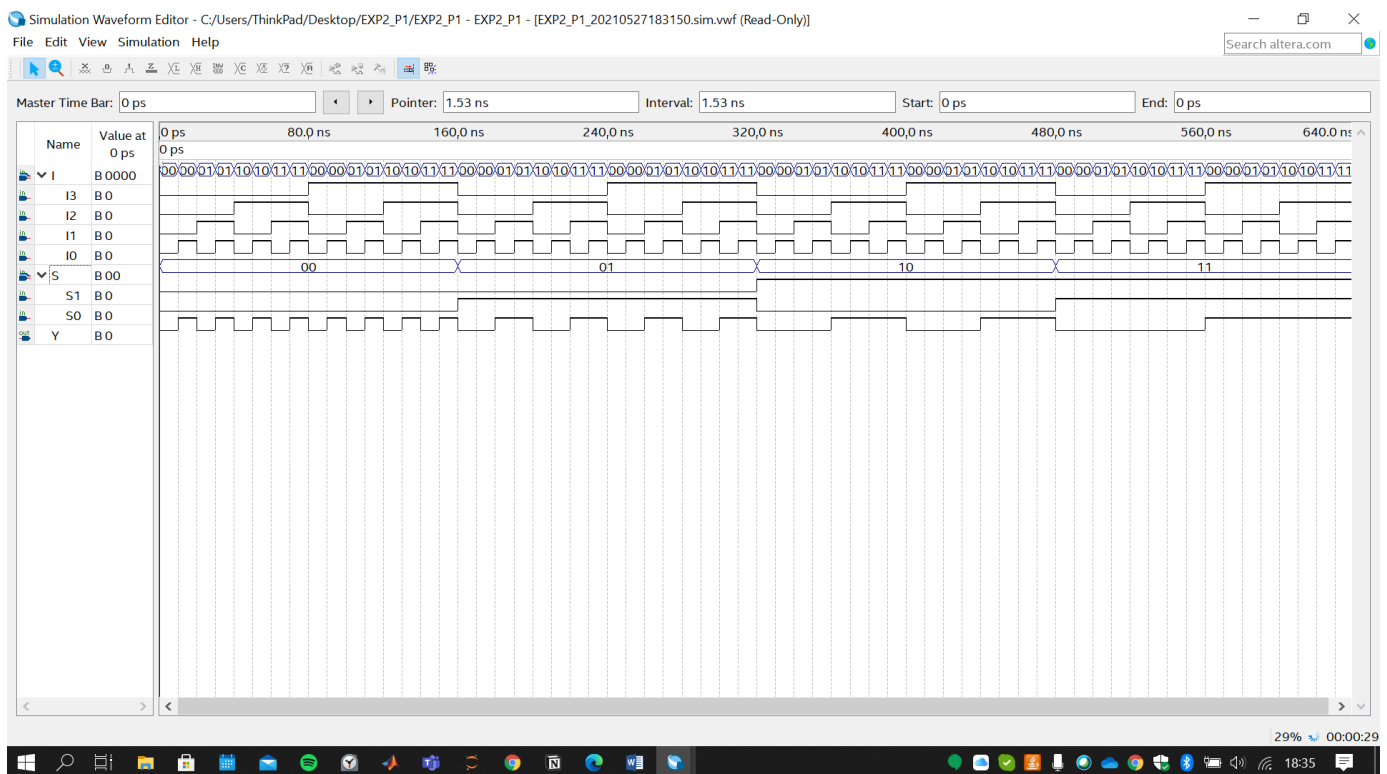 Simulation Waveform Editor - C:/Users/ThinkPad/Desktop/EXP2_P1/EXP2_P1 - EXP2_P1 - [EXP2_P1_20210527183150.sim.vwf (Read-Only)]
File Edit View Simulation Help
Search altera.com
Master Time Bar: 0 ps Pointer: 1.53 ns Interval: 1.53 ns Start: 0 ps End: 0 ps
Name Value at 0 ps
0 ps 80,0 ns 160,0 ns 240,0 ns 320,0 ns 400,0 ns 480,0 ns 560,0 ns 640.0 ns
0 ps
I B 0000
I3 B 0
I2 B 0
I1 B 0
I0 B 0
S B 00 00 01 10 11
S1 B 0
S0 B 0
Y B 0
29% 00:00:29
18:35